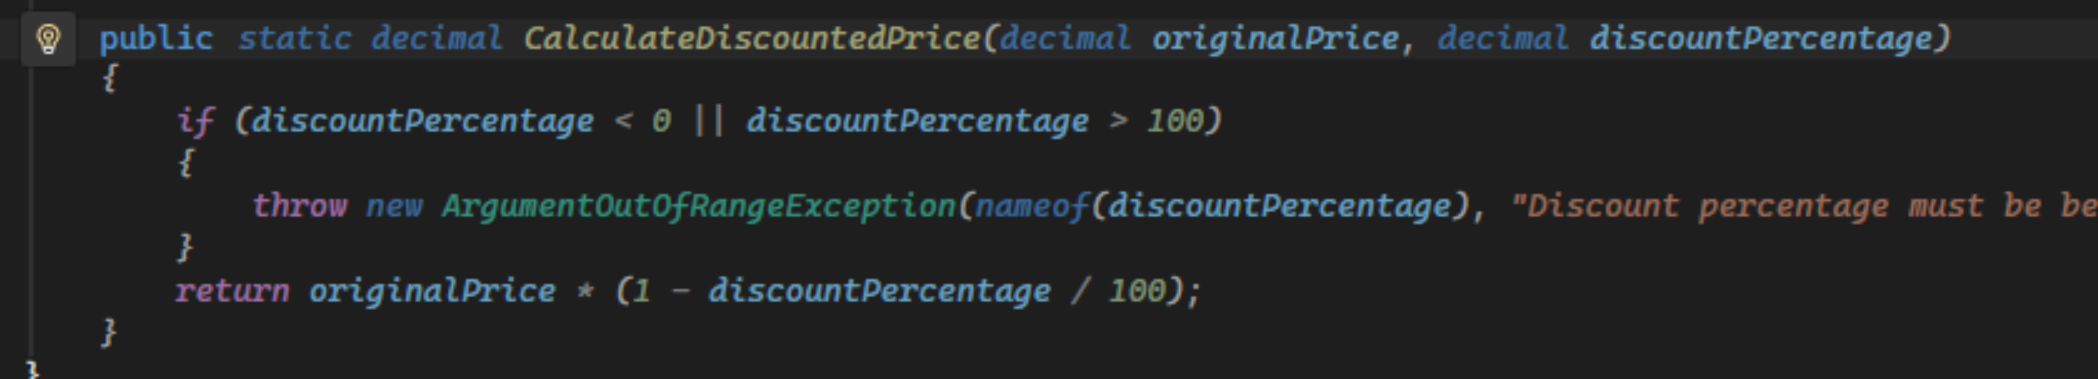 public static decimal CalculateDiscountedPrice(decimal originalPrice, decimal discountPercentage)
{
if (discountPercentage < 0 || discountPercentage > 100)
{
throw new ArgumentOutOfRangeException(nameof(discountPercentage), "Discount percentage must be be
}
return originalPrice * (1 - discountPercentage / 100);
}
}